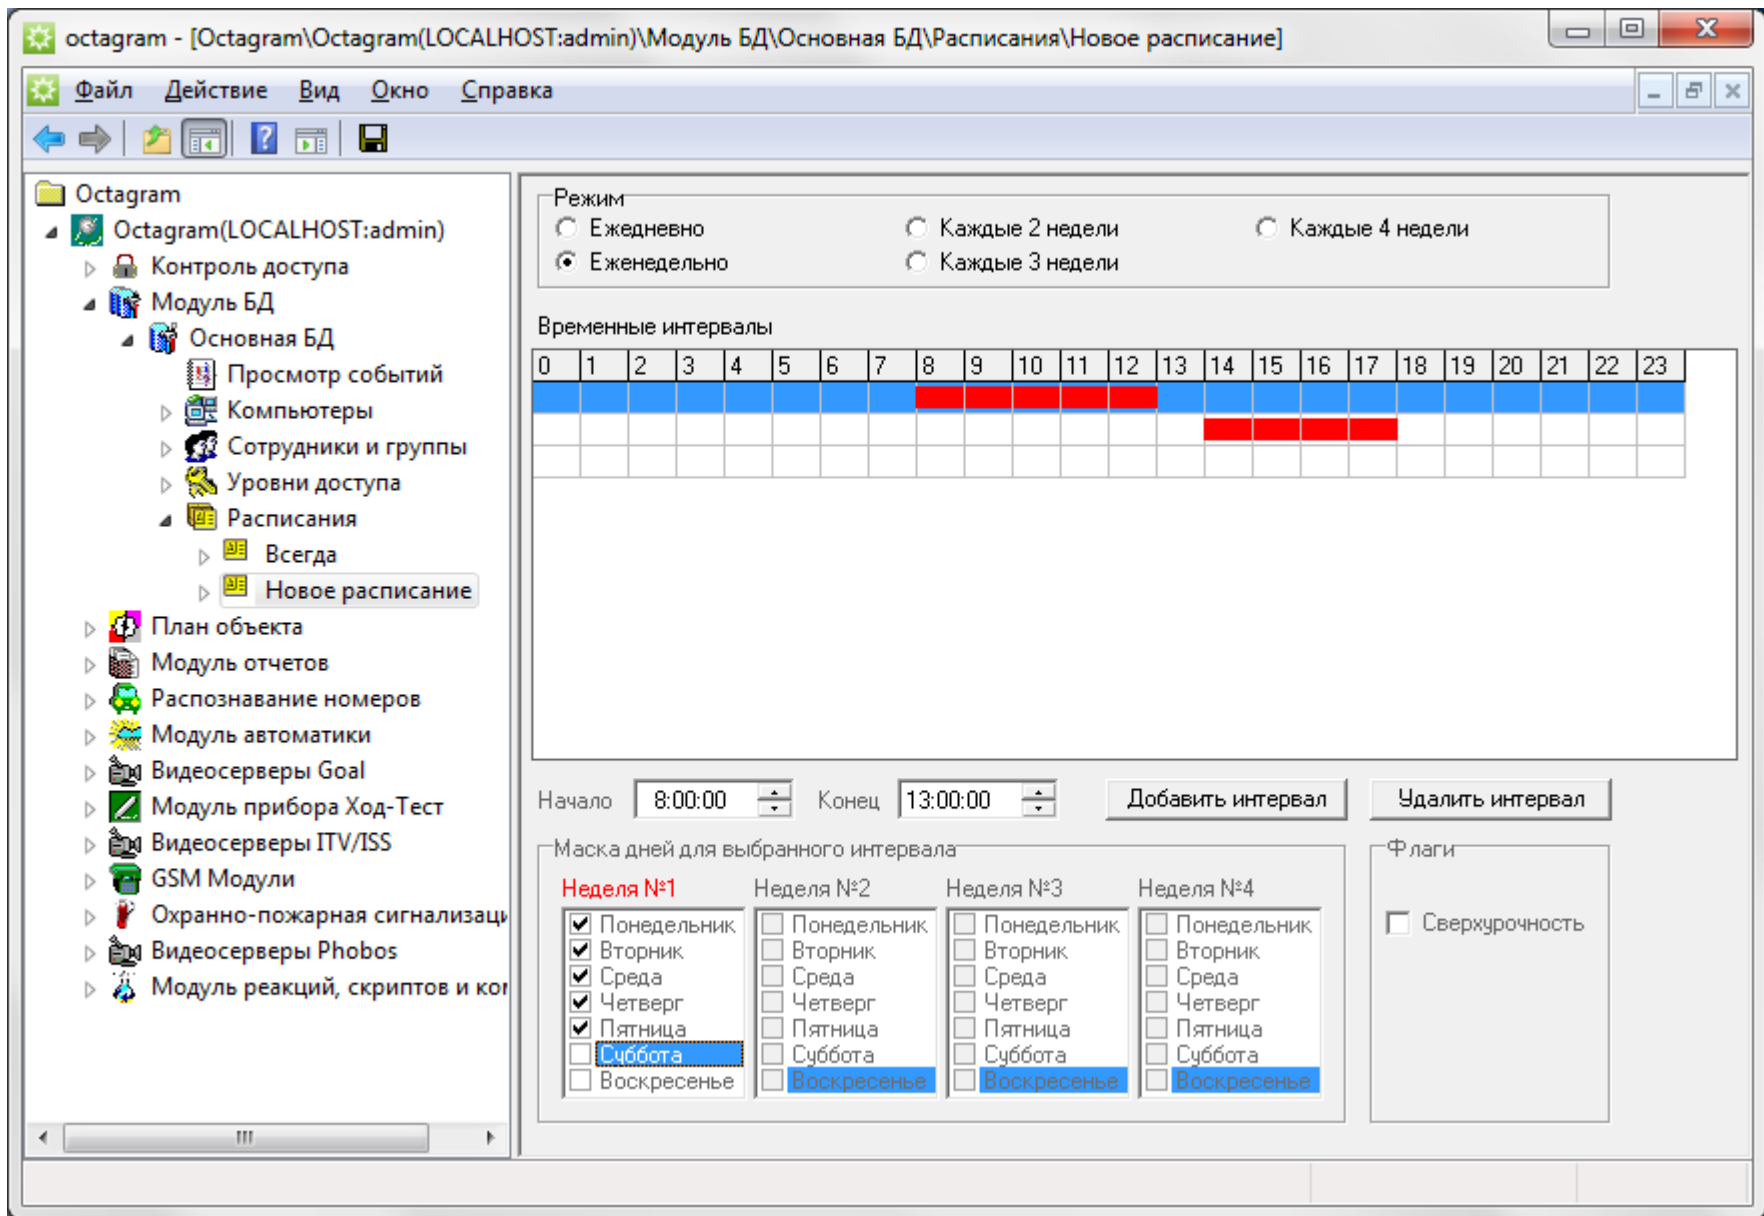 octagram - [Octagram\Octagram(LOCALHOST:admin)\Модуль БД\Основная БД\Расписания\Новое расписание]
Файл Действие Вид Окно Справка
Octagram
Octagram(LOCALHOST:admin)
Контроль доступа
Модуль БД
Основная БД
Просмотр событий
Компьютеры
Сотрудники и группы
Уровни доступа
Расписания
Всегда
Новое расписание
План объекта
Модуль отчетов
Распознавание номеров
Модуль автоматики
Видеосерверы Goal
Модуль прибора Ход-Тест
Видеосерверы ITV/ISS
GSM Модули
Охранно-пожарная сигнализаци
Видеосерверы Phobos
Модуль реакций, скриптов и ког
Режим
Ежедневно Каждые 2 недели Каждые 4 недели
Еженедельно Каждые 3 недели
Временные интервалы
0 1 2 3 4 5 6 7 8 9 10 11 12 13 14 15 16 17 18 19 20 21 22 23
Начало 8:00:00 Конец 13:00:00 Добавить интервал Удалить интервал
Маска дней для выбранного интервала Флаги
Неделя №1 Неделя №2 Неделя №3 Неделя №4
Понедельник Понедельник Понедельник Понедельник Сверхурочность
Вторник Вторник Вторник Вторник
Среда Среда Среда Среда
Четверг Четверг Четверг Четверг
Пятница Пятница Пятница Пятница
Суббота Суббота Суббота Суббота
Воскресенье Воскресенье Воскресенье Воскресенье